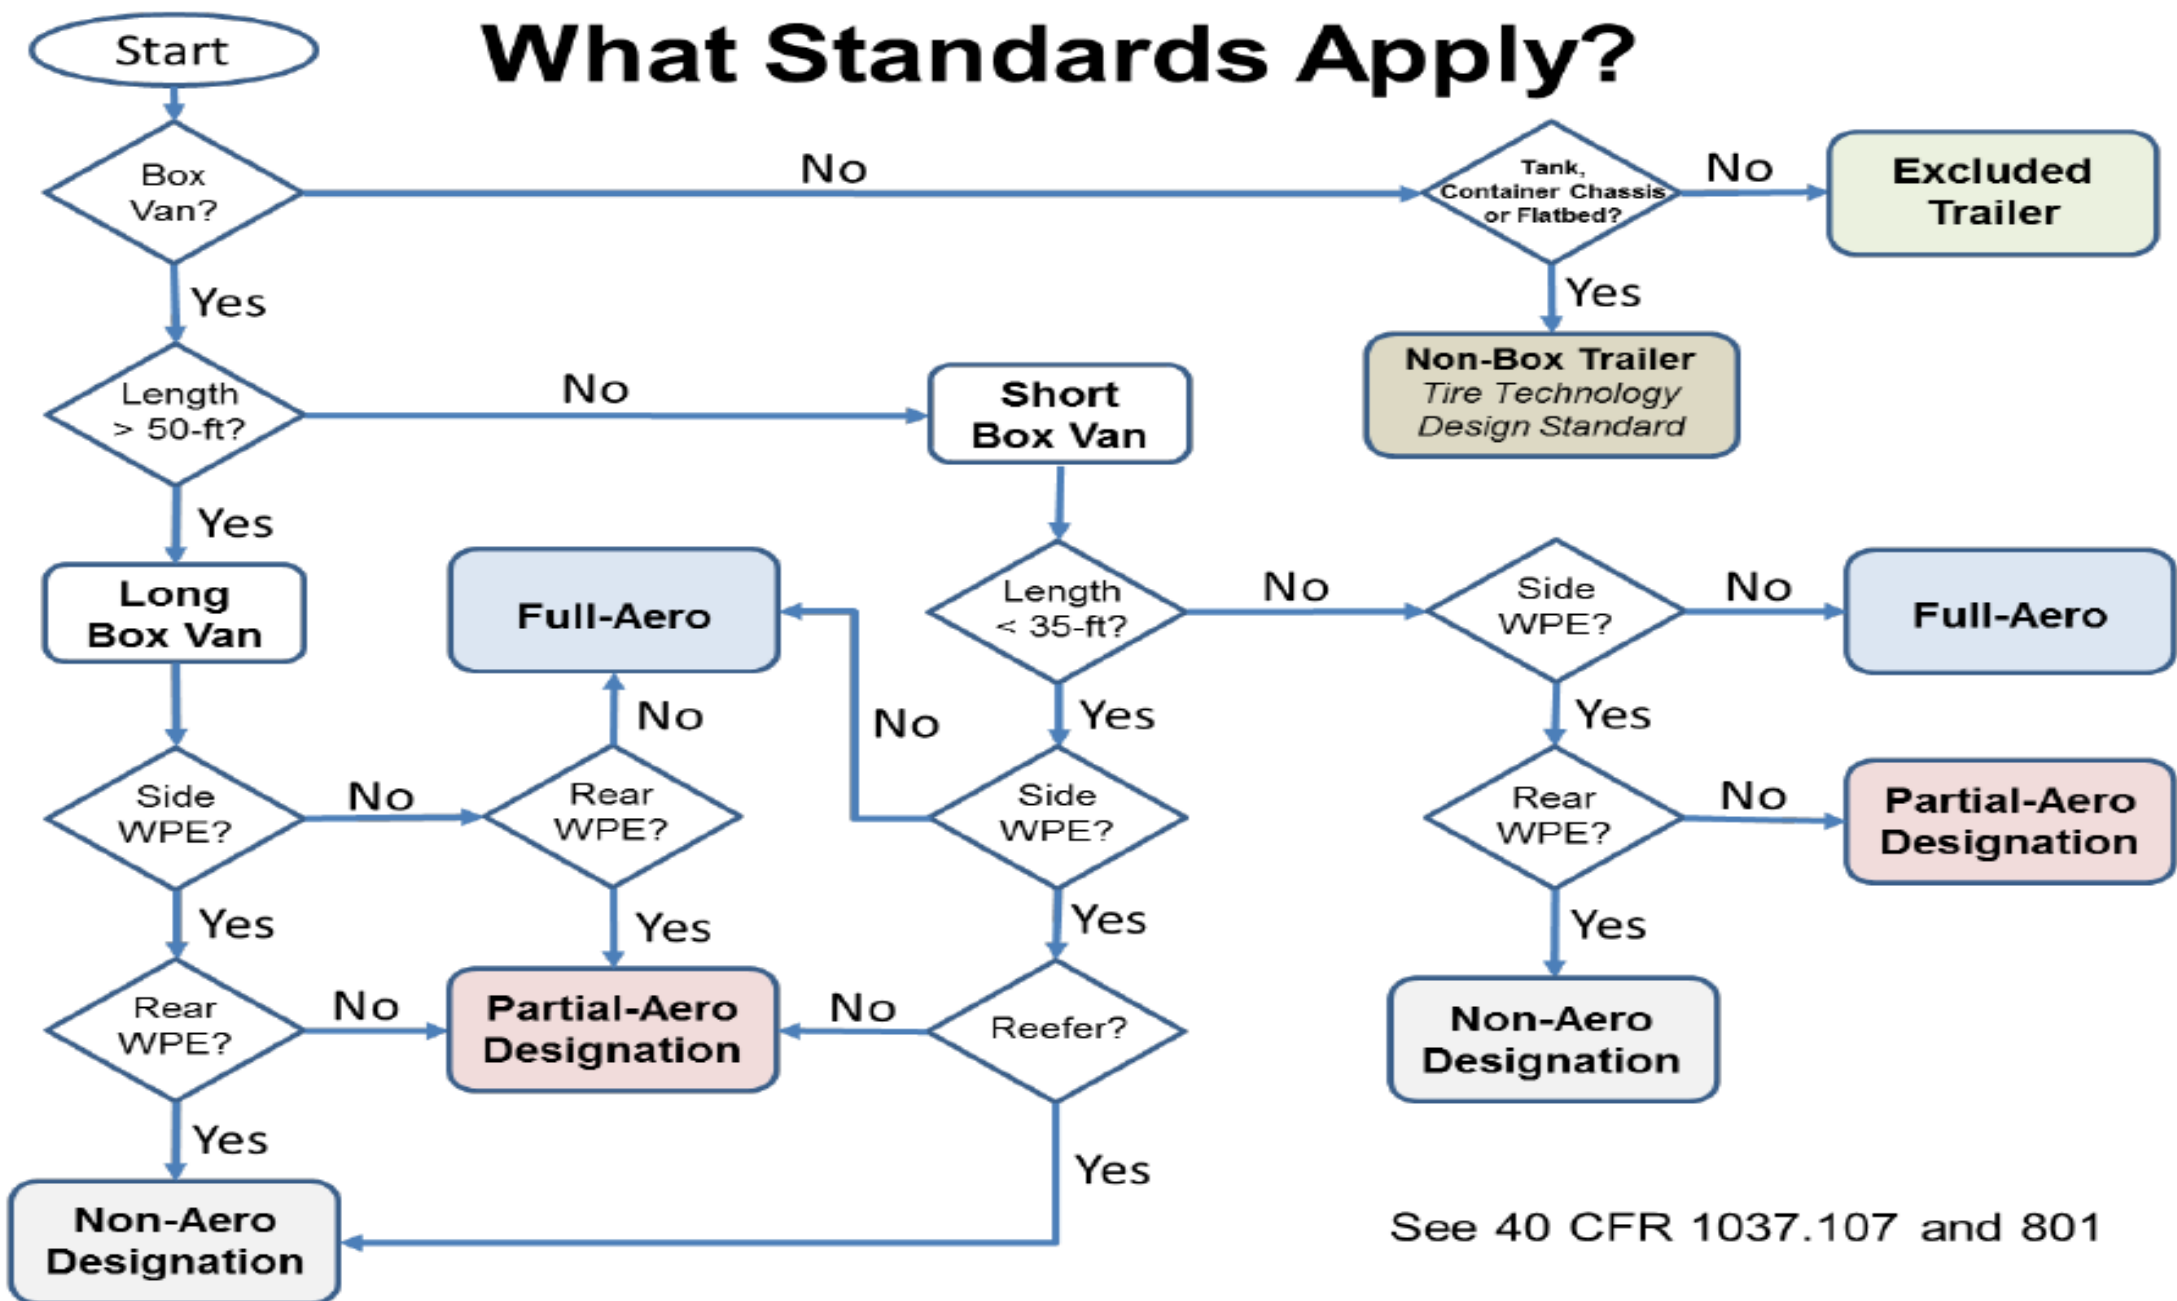 What Standards Apply?
Start
Box
Van?
No
Tank,
Container Chassis
or Flatbed?
No
Excluded
Trailer
Yes
Yes
Non-Box Trailer
Tire Technology
Design Standard
Length
> 50-ft?
No
Short
Box Van
Yes
Long
Box Van
Full-Aero
Length
< 35-ft?
No
Side
WPE?
No
Full-Aero
No
No
Yes
Yes
Side
WPE?
No
Rear
WPE?
Side
WPE?
Rear
WPE?
No
Partial-Aero
Designation
Yes
Yes
Yes
Yes
Rear
WPE?
No
Partial-Aero
Designation
No
Reefer?
Non-Aero
Designation
Yes
Yes
Non-Aero
Designation
See 40 CFR 1037.107 and 801